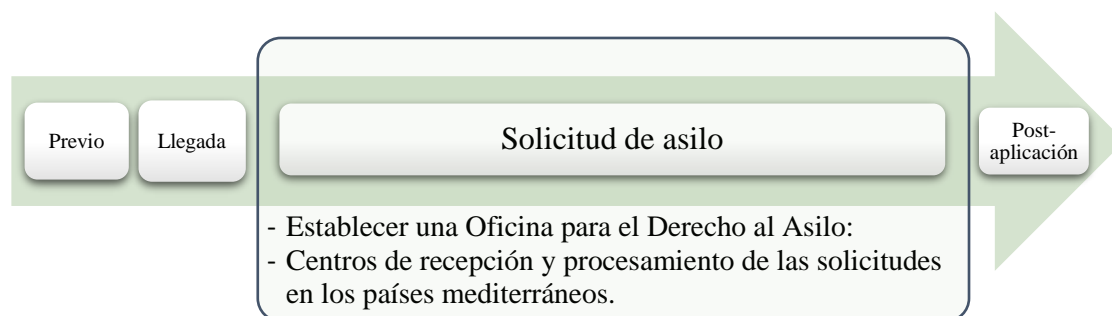 Previo
Llegada
Solicitud de asilo
Post-
aplicación
- Establecer una Oficina para el Derecho al Asilo:
- Centros de recepción y procesamiento de las solicitudes
en los países mediterráneos.